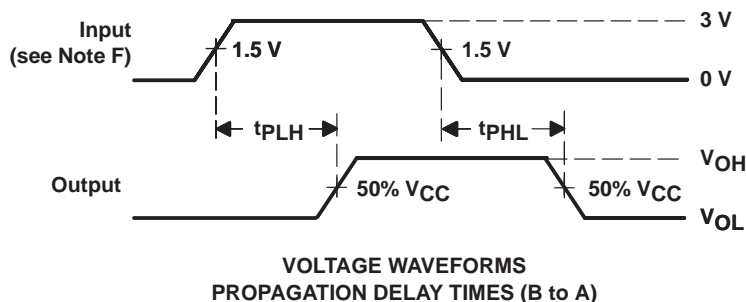 Input
(see Note F)
1.5 V
1.5 V
3 V
0 V
tPLH
tPHL
Output
50% VCC
50% VCC
VOH
VOL
VOLTAGE WAVEFORMS
PROPAGATION DELAY TIMES (B to A)